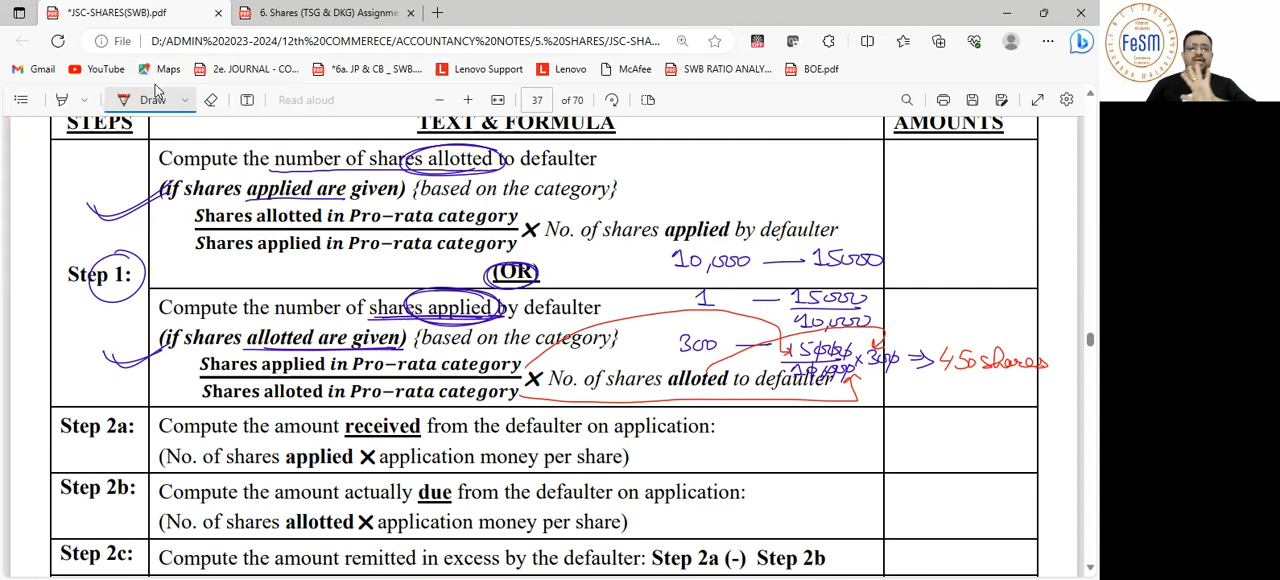 *JSC-SHARES(SWB).pdf
6. Shares (TSG & DKG) Assignme
File D:/ADMIN%202023-2024/12th%20COMMERECE/ACCOUNTANCY%20NOTES/5.%20SHARES/JSC-SHA...
Gmail YouTube Maps 2e. JOURNAL - CO... *6a. JP & CB _SWB.... Lenovo Support Lenovo McAfee SWB RATIO ANALY... BOE.pdf
Draw Read aloud 37 of 70
FeSM
STEPS TEXT & FORMULA AMOUNTS
Compute the number of shares allotted to defaulter
(if shares applied are given) {based on the category}
Shares allotted in Pro−rata category
Shares applied in Pro−rata category
× No. of shares applied by defaulter
10,000 — 15000
Step 1:
(OR)
Compute the number of shares applied by defaulter
1 — 15000
10,000
(if shares allotted are given) {based on the category}
300 — 15000 × 300 ⇒ 450 shares
10,000
Shares applied in Pro−rata category
Shares alloted in Pro−rata category
× No. of shares alloted to defaulter
Step 2a: Compute the amount received from the defaulter on application:
(No. of shares applied × application money per share)
Step 2b: Compute the amount actually due from the defaulter on application:
(No. of shares allotted × application money per share)
Step 2c: Compute the amount remitted in excess by the defaulter: Step 2a (-) Step 2b